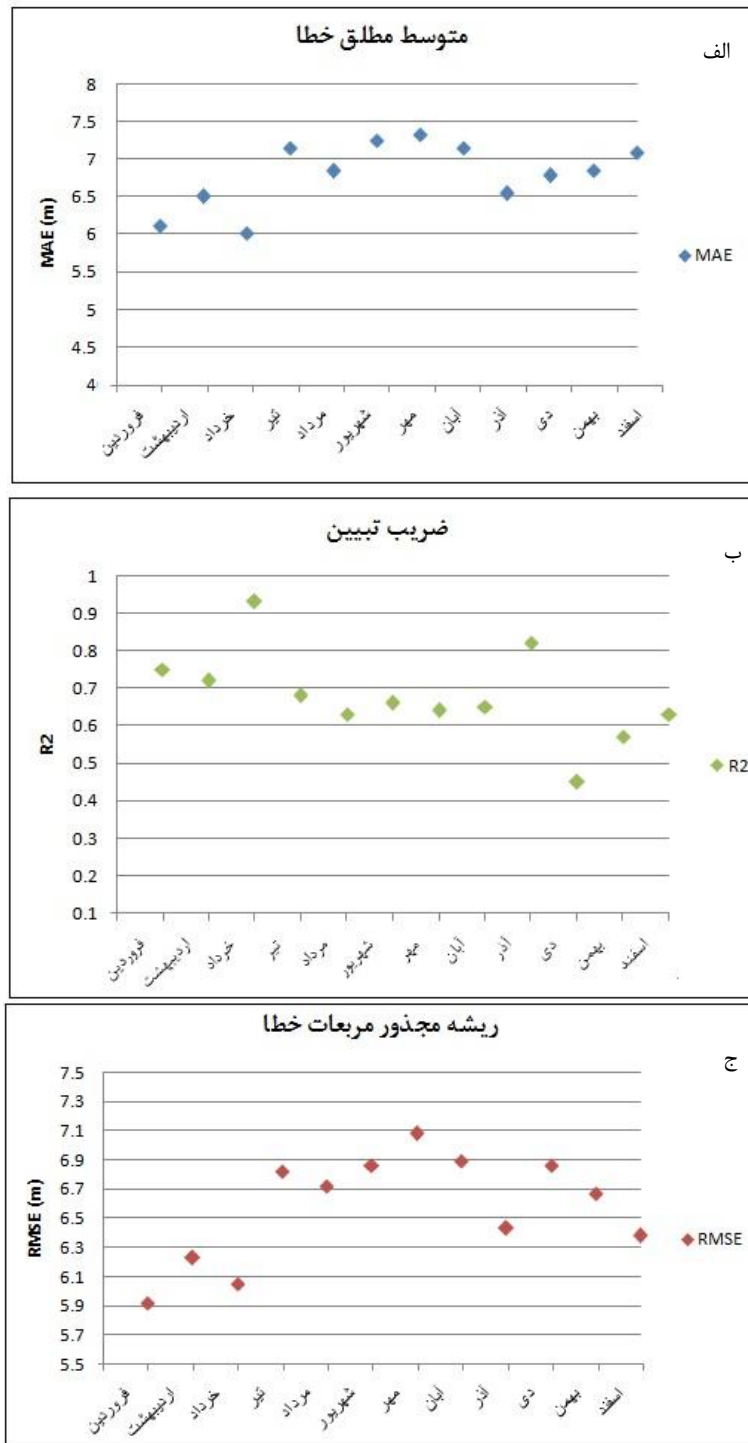 متوسط مطلق خطا
الف
8
7.5
7
6.5
6
5.5
5
4.5
4
MAE (m)
MAE
فروردین
اردیبهشت
خرداد
تیر
مرداد
شهریور
مهر
آبان
آذر
دی
بهمن
اسفند
ضریب تبیین
ب
1
0.9
0.8
0.7
0.6
0.5
0.4
0.3
0.2
0.1
R2
R2
فروردین
اردیبهشت
خرداد
تیر
مرداد
شهریور
مهر
آبان
آذر
دی
بهمن
اسفند
ریشه مجذور مربعات خطا
ج
7.5
7.3
7.1
6.9
6.7
6.5
6.3
6.1
5.9
5.7
5.5
RMSE (m)
RMSE
فروردین
اردیبهشت
خرداد
تیر
مرداد
شهریور
مهر
آبان
آذر
دی
بهمن
اسفند